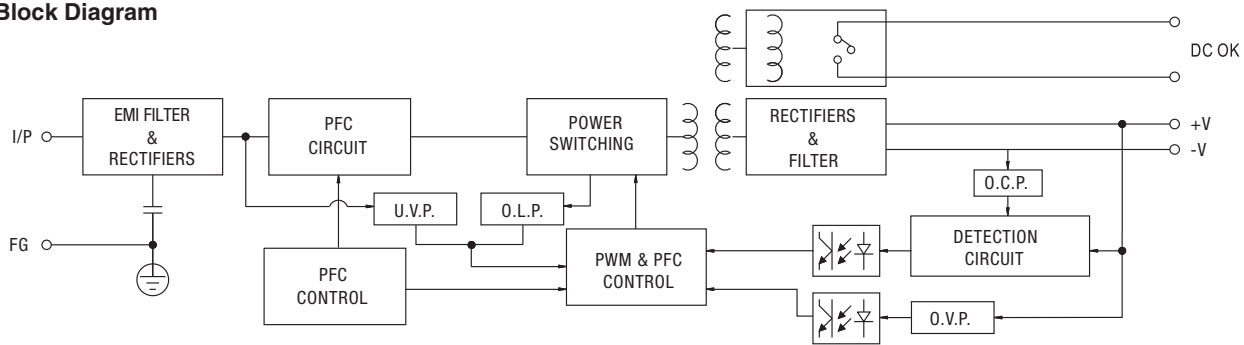 Block Diagram
DC OK
I/P
EMI FILTER
&
RECTIFIERS
PFC
CIRCUIT
POWER
SWITCHING
RECTIFIERS
&
FILTER
+V
-V
O.C.P.
U.V.P.
O.L.P.
FG
PFC
CONTROL
PWM & PFC
CONTROL
DETECTION
CIRCUIT
O.V.P.